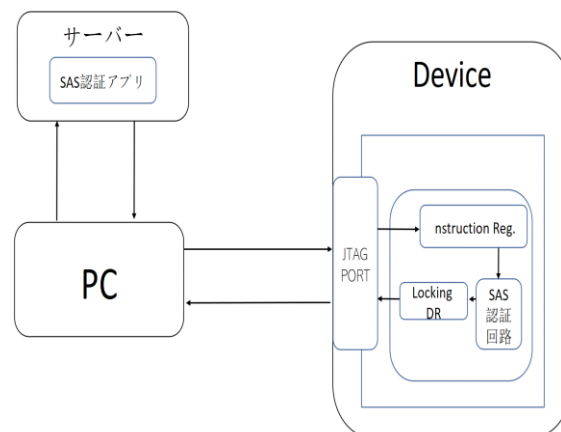 サーバー
SAS認証アプリ
Device
PC
JTAG
PORT
nstruction Reg.
Locking
DR
SAS
認証
回路